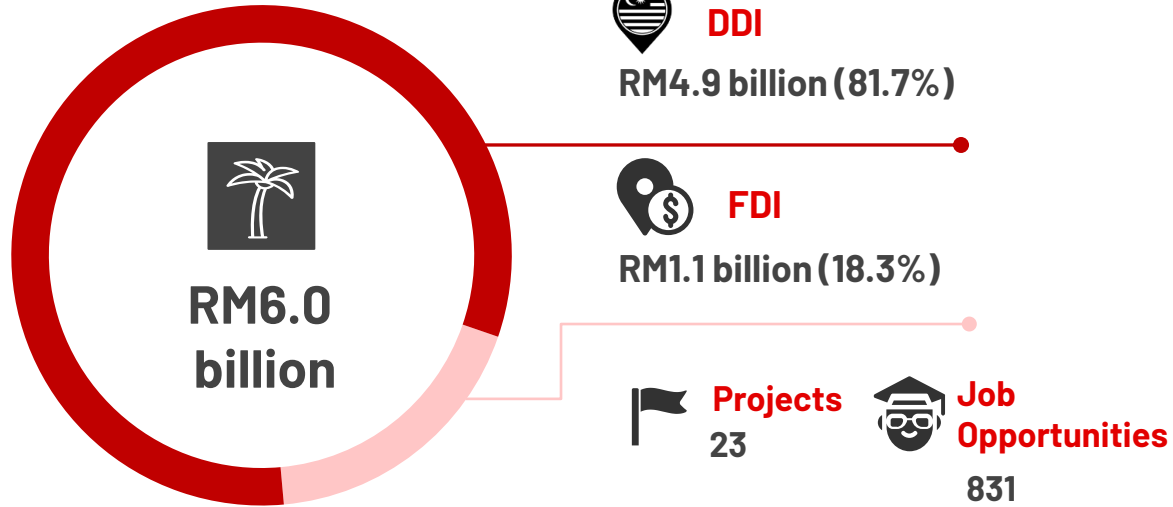 RM6.0
billion
DDI
RM4.9 billion (81.7%)
FDI
RM1.1 billion (18.3%)
Projects
23
Job
Opportunities
831